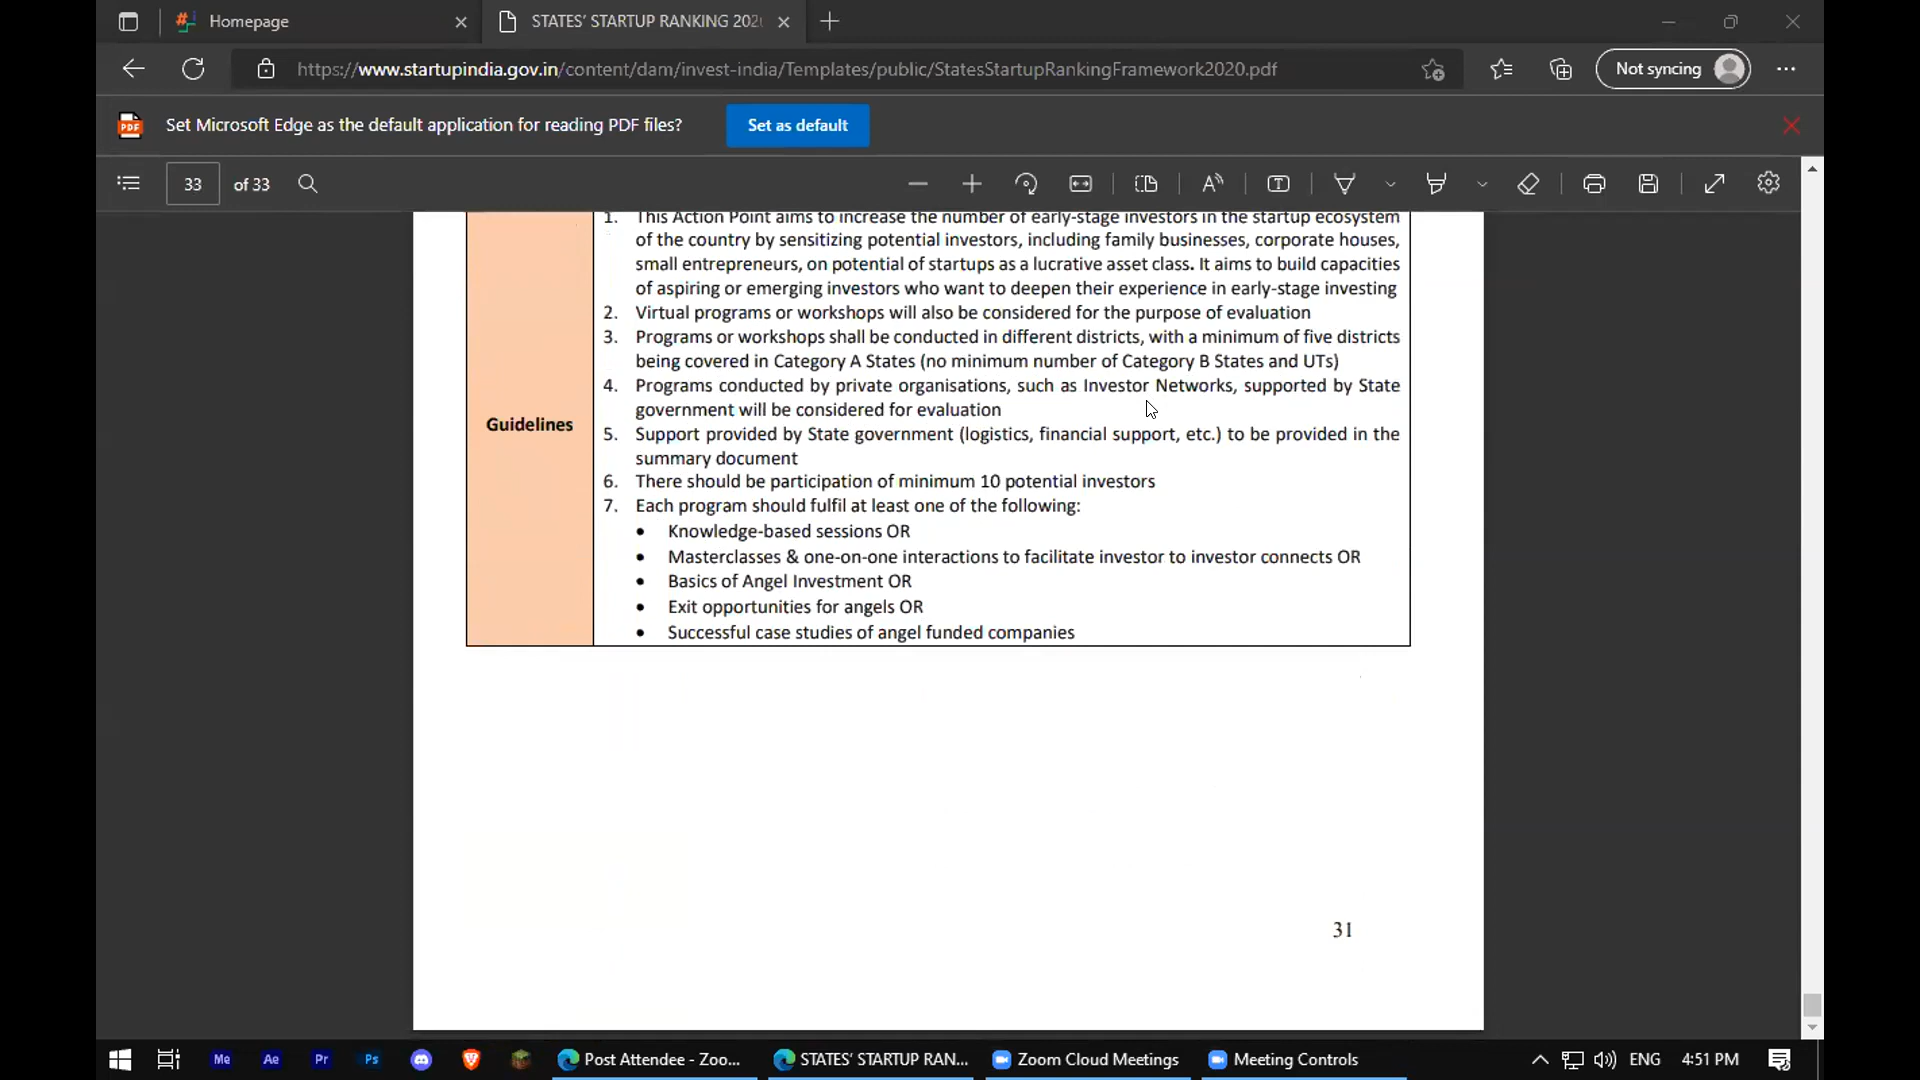 Homepage
STATES' STARTUP RANKING 202
https://www.startupindia.gov.in/content/dam/invest-india/Templates/public/StatesStartupRankingFramework2020.pdf
Not syncing
PDF
Set Microsoft Edge as the default application for reading PDF files?
Set as default
33 of 33
1. This Action Point aims to increase the number of early-stage investors in the startup ecosystem
of the country by sensitizing potential investors, including family businesses, corporate houses,
small entrepreneurs, on potential of startups as a lucrative asset class. It aims to build capacities
of aspiring or emerging investors who want to deepen their experience in early-stage investing
2. Virtual programs or workshops will also be considered for the purpose of evaluation
3. Programs or workshops shall be conducted in different districts, with a minimum of five districts
being covered in Category A States (no minimum number of Category B States and UTs)
4. Programs conducted by private organisations, such as Investor Networks, supported by State
government will be considered for evaluation
Guidelines
5. Support provided by State government (logistics, financial support, etc.) to be provided in the
summary document
6. There should be participation of minimum 10 potential investors
7. Each program should fulfil at least one of the following:
• Knowledge-based sessions OR
• Masterclasses & one-on-one interactions to facilitate investor to investor connects OR
• Basics of Angel Investment OR
• Exit opportunities for angels OR
• Successful case studies of angel funded companies
31
Me
Ae
Pr
Ps
Post Attendee - Zoo...
STATES' STARTUP RAN...
Zoom Cloud Meetings
Meeting Controls
ENG
4:51 PM